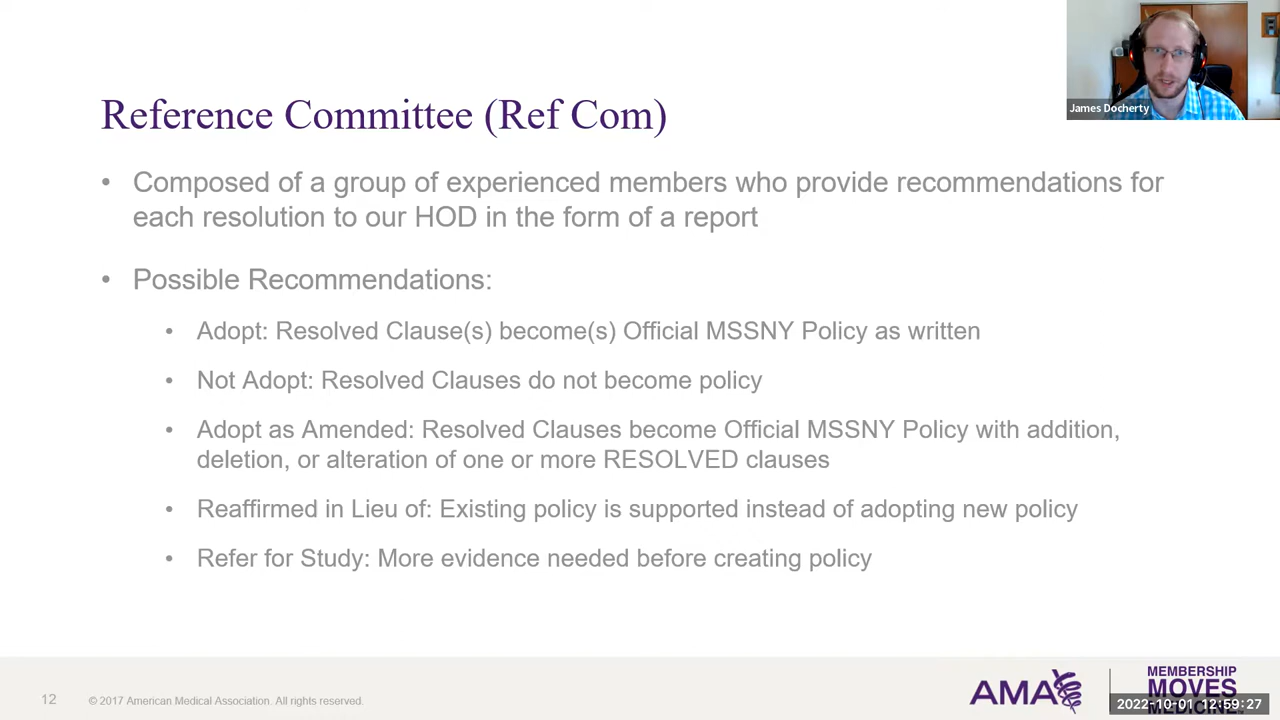 James Docherty
Reference Committee (Ref Com)
• Composed of a group of experienced members who provide recommendations for
each resolution to our HOD in the form of a report
• Possible Recommendations:
• Adopt: Resolved Clause(s) become(s) Official MSSNY Policy as written
• Not Adopt: Resolved Clauses do not become policy
• Adopt as Amended: Resolved Clauses become Official MSSNY Policy with addition,
deletion, or alteration of one or more RESOLVED clauses
• Reaffirmed in Lieu of: Existing policy is supported instead of adopting new policy
• Refer for Study: More evidence needed before creating policy
12
© 2017 American Medical Association. All rights reserved.
AMA
MEMBERSHIP
MOVES
MEDICINE
2022-10-01 12:59:27